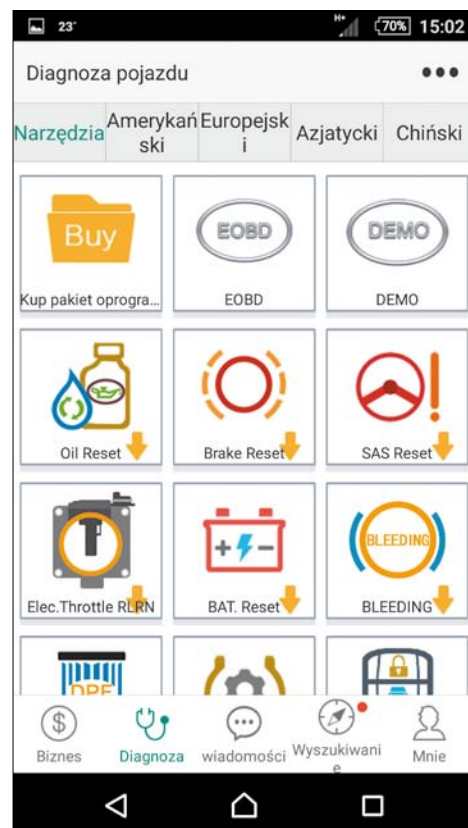 23°
H+
70%
15:02
Diagnoza pojazdu
Narzędzia
Amerykań
ski
Europejsk
i
Azjatycki
Chiński
Buy
EOBD
DEMO
Kup pakiet oprogra...
EOBD
DEMO
Oil Reset
Brake Reset
SAS Reset
BLEEDING
Elec.Throttle RLRN
BAT. Reset
BLEEDING
DPF
$
Biznes
Diagnoza
wiadomości
Wyszukiwani
e
Mnie